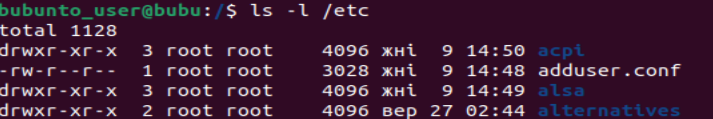 bubunto_user@bubu:/$ ls -l /etc
total 1128
drwxr-xr-x 3 root root 4096 жні 9 14:50 acpi
-rw-r--r-- 1 root root 3028 жні 9 14:48 adduser.conf
drwxr-xr-x 3 root root 4096 жні 9 14:49 alsa
drwxr-xr-x 2 root root 4096 вер 27 02:44 alternatives